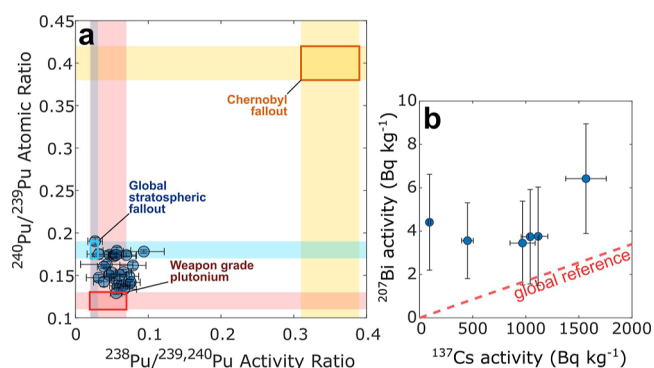 a
0.45
0.4
0.35
0.3
0.25
0.2
0.15
0.1
0
0.1
0.2
0.3
0.4
²⁴⁰Pu/²³⁹Pu Atomic Ratio
²³⁸Pu/²³⁹,²⁴⁰Pu Activity Ratio
Chernobyl
fallout
Global
stratospheric
fallout
Weapon grade
plutonium
b
10
8
6
4
2
0
0
500
1000
1500
2000
²⁰⁷Bi activity (Bq kg⁻¹)
¹³⁷Cs activity (Bq kg⁻¹)
global reference